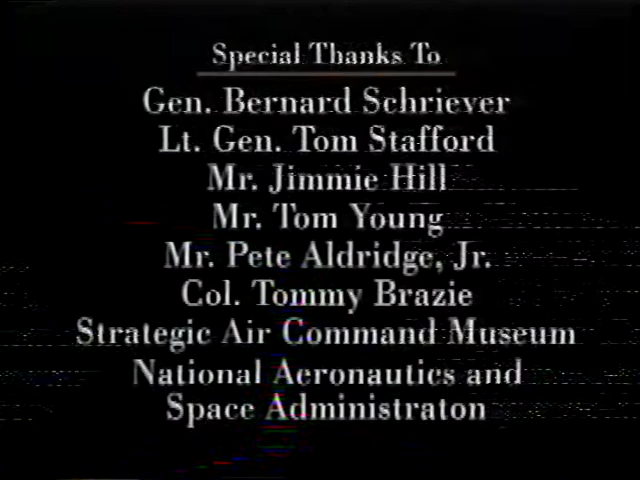 Special Thanks To
Gen. Bernard Schriever
Lt. Gen. Tom Stafford
Mr. Jimmie Hill
Mr. Tom Young
Mr. Pete Aldridge, Jr.
Col. Tommy Brazie
Strategic Air Command Museum
National Aeronautics and
Space Administraton